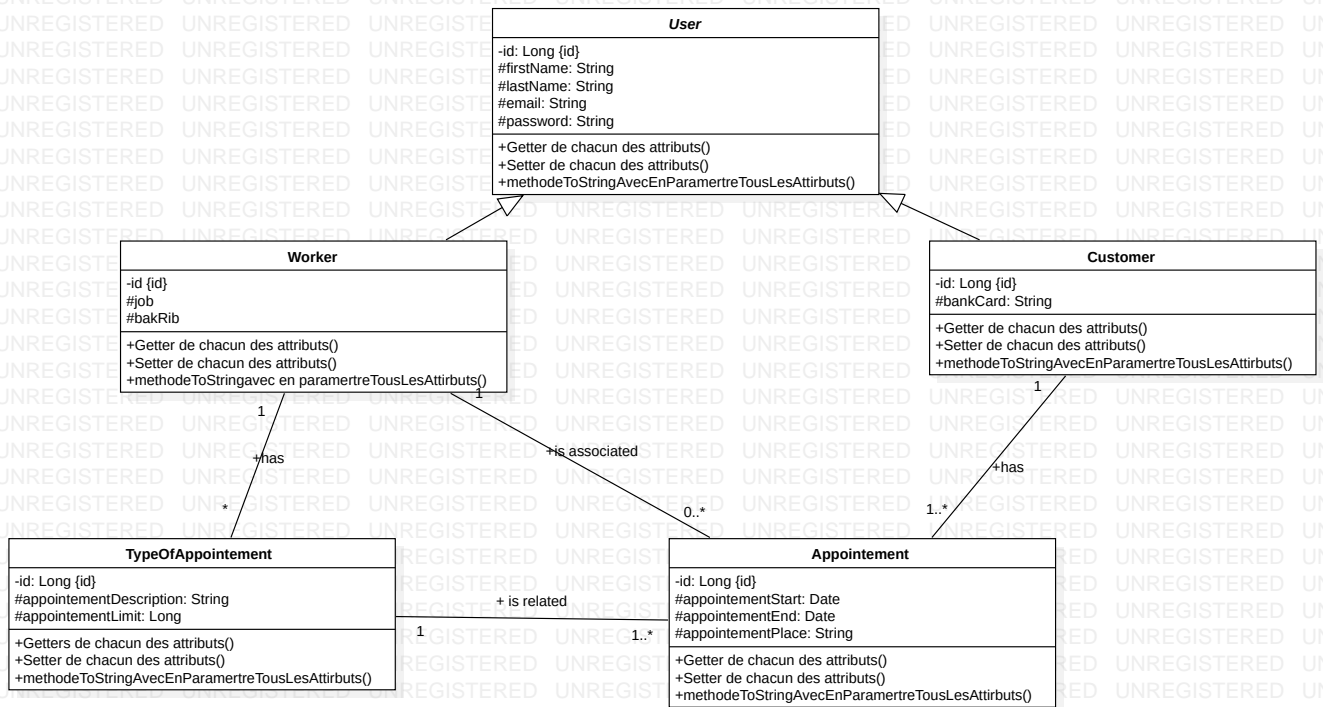 User
-id: Long {id}
#firstName: String
#lastName: String
#email: String
#password: String
+Getter de chacun des attributs()
+Setter de chacun des attributs()
+methodeToStringAvecEnParamertreTousLesAttirbuts()
Worker
-id {id}
#job
#bakRib
+Getter de chacun des attributs()
+Setter de chacun des attributs()
+methodeToStringavec en paramertreTousLesAttirbuts()
Customer
-id: Long {id}
#bankCard: String
+Getter de chacun des attributs()
+Setter de chacun des attributs()
+methodeToStringAvecEnParamertreTousLesAttirbuts()
1
+has
*
1
+is associated
0..*
1
+has
1..*
TypeOfAppointement
-id: Long {id}
#appointementDescription: String
#appointementLimit: Long
+Getters de chacun des attributs()
+Setter de chacun des attributs()
+methodeToStringAvecEnParamertreTousLesAttirbuts()
+ is related
1
1..*
Appointement
-id: Long {id}
#appointementStart: Date
#appointementEnd: Date
#appointementPlace: String
+Getter de chacun des attributs()
+Setter de chacun des attributs()
+methodeToStringAvecEnParamertreTousLesAttirbuts()
UNREGISTERED